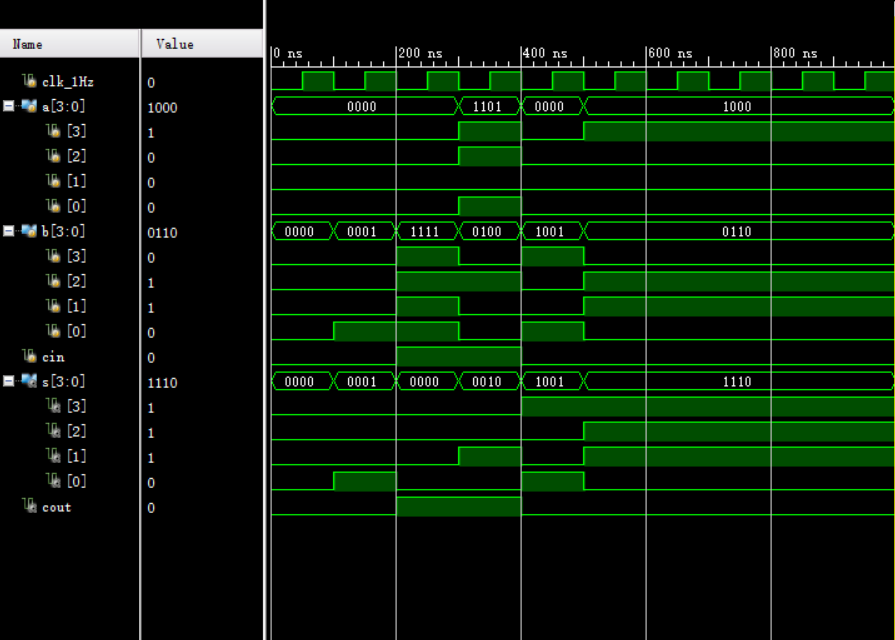 Name Value
0 ns 200 ns 400 ns 600 ns 800 ns
clk_1Hz 0
a[3:0] 1000 0000 1101 0000 1000
[3] 1
[2] 0
[1] 0
[0] 0
b[3:0] 0110 0000 0001 1111 0100 1001 0110
[3] 0
[2] 1
[1] 1
[0] 0
cin 0
s[3:0] 1110 0000 0001 0000 0010 1001 1110
[3] 1
[2] 1
[1] 1
[0] 0
cout 0